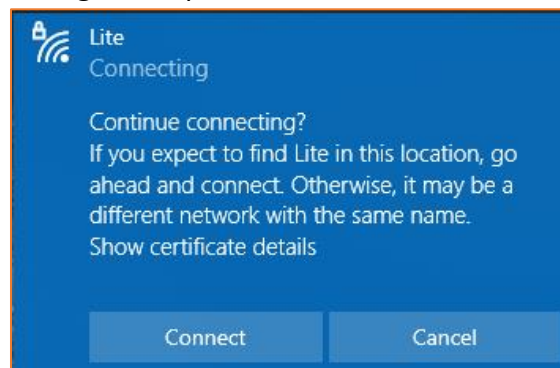 Lite
Connecting
Continue connecting?
If you expect to find Lite in this location, go
ahead and connect. Otherwise, it may be a
different network with the same name.
Show certificate details
Connect
Cancel